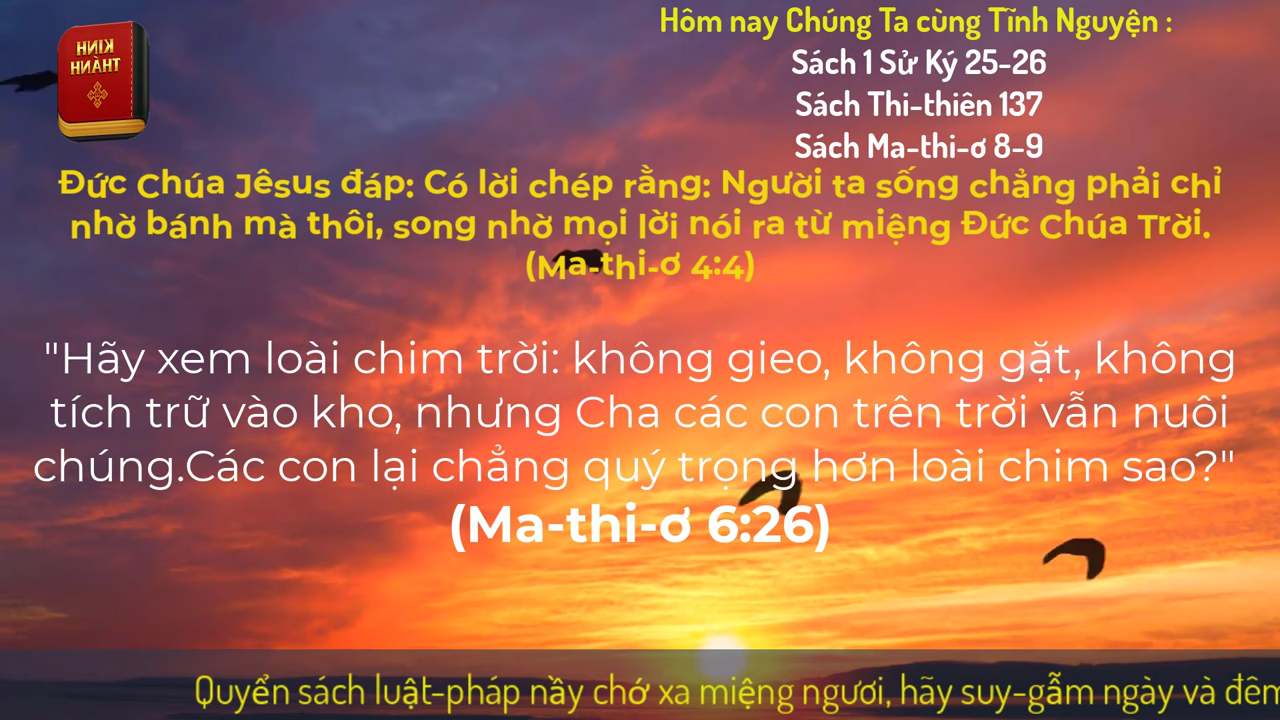 KINH
THÁNH
Hôm nay Chúng Ta cùng Tĩnh Nguyện :
Sách 1 Sử Ký 25-26
Sách Thi-thiên 137
Sách Ma-thi-ơ 8-9
Đức Chúa Jêsus đáp: Có lời chép rằng: Người ta sống chẳng phải chỉ
nhờ bánh mà thôi, song nhờ mọi lời nói ra từ miệng Đức Chúa Trời.
(Ma-thi-ơ 4:4)
"Hãy xem loài chim trời: không gieo, không gặt, không
tích trữ vào kho, nhưng Cha các con trên trời vẫn nuôi
chúng.Các con lại chẳng quý trọng hơn loài chim sao?"
(Ma-thi-ơ 6:26)
Quyển sách luật-pháp nầy chớ xa miệng ngươi, hãy suy-gẫm ngày và đêm